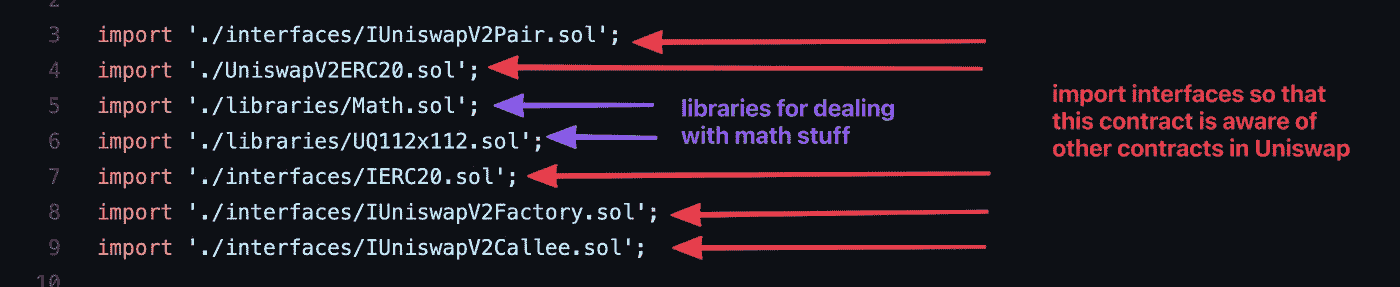 2
3 import './interfaces/IUniswapV2Pair.sol';
4 import './UniswapV2ERC20.sol';
5 import './libraries/Math.sol';
6 import './libraries/UQ112x112.sol';
7 import './interfaces/IERC20.sol';
8 import './interfaces/IUniswapV2Factory.sol';
9 import './interfaces/IUniswapV2Callee.sol';
10
libraries for dealing
with math stuff
import interfaces so that
this contract is aware of
other contracts in Uniswap